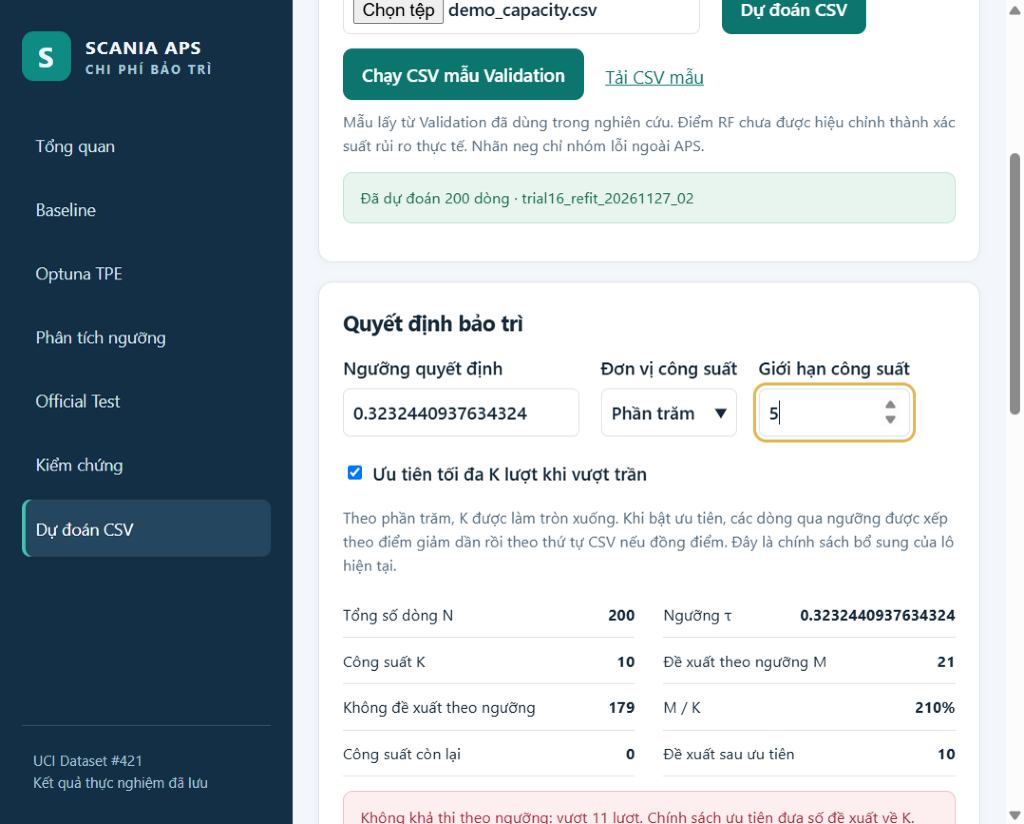 S
SCANIA APS
CHI PHÍ BẢO TRÌ
Tổng quan
Baseline
Optuna TPE
Phân tích ngưỡng
Official Test
Kiểm chứng
Dự đoán CSV
UCI Dataset #421
Kết quả thực nghiệm đã lưu
Chọn tệp demo_capacity.csv
Dự đoán CSV
Chạy CSV mẫu Validation
Tải CSV mẫu
Mẫu lấy từ Validation đã dùng trong nghiên cứu. Điểm RF chưa được hiệu chỉnh thành xác
suất rủi ro thực tế. Nhãn neg chỉ nhóm lỗi ngoài APS.
Đã dự đoán 200 dòng · trial16_refit_20261127_02
Quyết định bảo trì
Ngưỡng quyết định
Đơn vị công suất
Giới hạn công suất
0.3232440937634324
Phần trăm
5
Ưu tiên tối đa K lượt khi vượt trần
Theo phần trăm, K được làm tròn xuống. Khi bật ưu tiên, các dòng qua ngưỡng được xếp
theo điểm giảm dần rồi theo thứ tự CSV nếu đồng điểm. Đây là chính sách bổ sung của lô
hiện tại.
Tổng số dòng N 200
Ngưỡng τ 0.3232440937634324
Công suất K 10
Đề xuất theo ngưỡng M 21
Không đề xuất theo ngưỡng 179
M / K 210%
Công suất còn lại 0
Đề xuất sau ưu tiên 10
Không khả thi theo ngưỡng: vượt 11 lượt. Chính sách ưu tiên đưa số đề xuất về K.